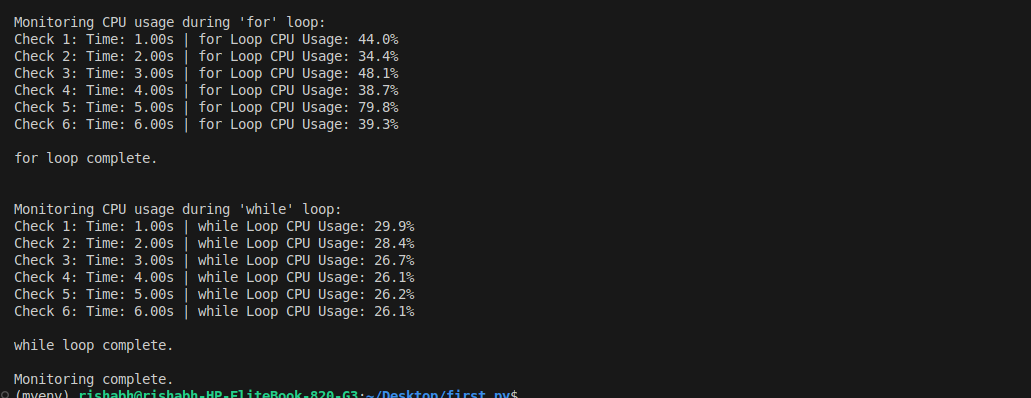 Monitoring CPU usage during 'for' loop:
Check 1: Time: 1.00s | for Loop CPU Usage: 44.0%
Check 2: Time: 2.00s | for Loop CPU Usage: 34.4%
Check 3: Time: 3.00s | for Loop CPU Usage: 48.1%
Check 4: Time: 4.00s | for Loop CPU Usage: 38.7%
Check 5: Time: 5.00s | for Loop CPU Usage: 79.8%
Check 6: Time: 6.00s | for Loop CPU Usage: 39.3%
for loop complete.
Monitoring CPU usage during 'while' loop:
Check 1: Time: 1.00s | while Loop CPU Usage: 29.9%
Check 2: Time: 2.00s | while Loop CPU Usage: 28.4%
Check 3: Time: 3.00s | while Loop CPU Usage: 26.7%
Check 4: Time: 4.00s | while Loop CPU Usage: 26.1%
Check 5: Time: 5.00s | while Loop CPU Usage: 26.2%
Check 6: Time: 6.00s | while Loop CPU Usage: 26.1%
while loop complete.
Monitoring complete.
(myenv) rishabh@rishabh-HP-EliteBook-820-G3:~/Desktop/first.py$